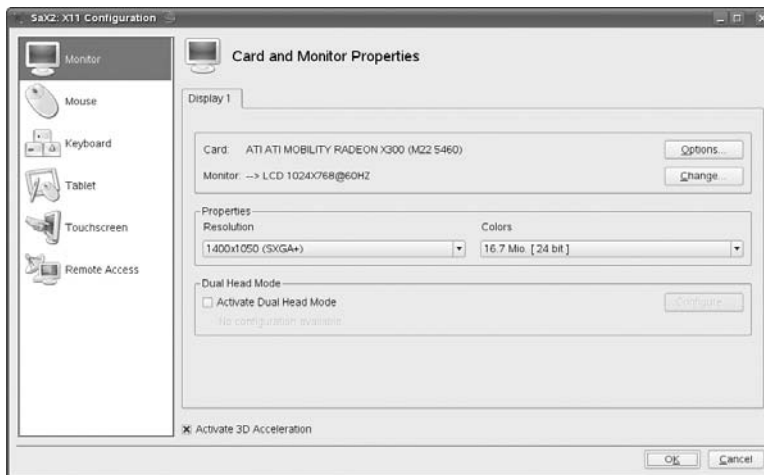 SaX2: X11 Configuration
Monitor
Mouse
Keyboard
Tablet
Touchscreen
Remote Access
Card and Monitor Properties
Display 1
Card: ATI ATI MOBILITY RADEON X300 (M22 5460)
Options...
Monitor: --> LCD 1024X768@60HZ
Change...
Properties
Resolution
Colors
1400x1050 (SXGA+)
16.7 Mio. [ 24 bit ]
Dual Head Mode
Activate Dual Head Mode
Configure...
No configuration available
Activate 3D Acceleration
OK
Cancel